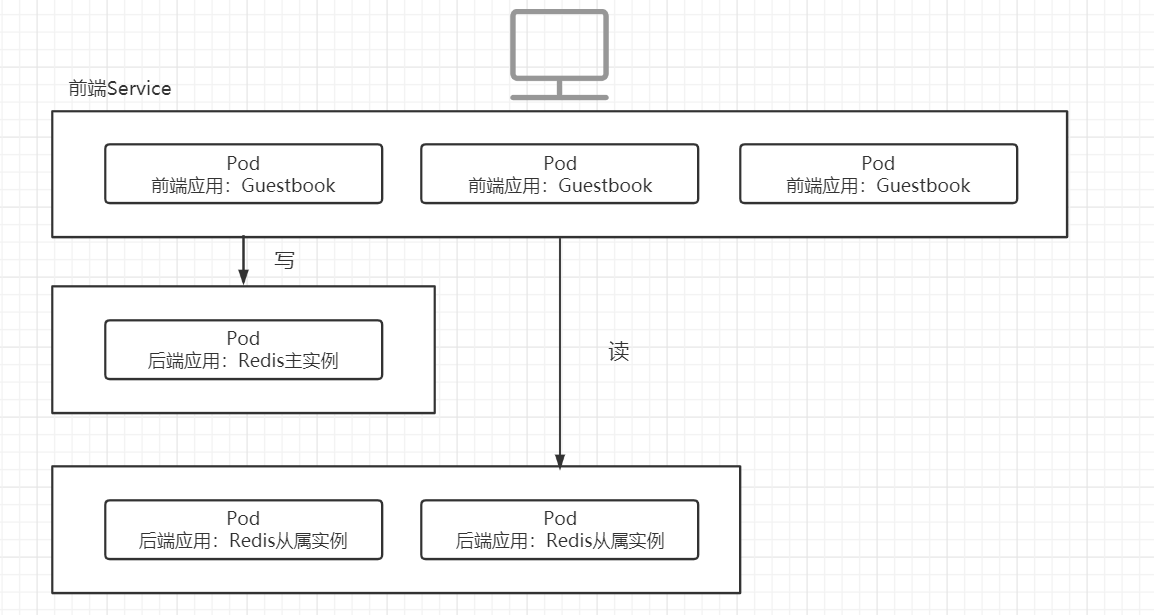 前端Service
Pod
前端应用：Guestbook
Pod
前端应用：Guestbook
Pod
前端应用：Guestbook
写
Pod
后端应用：Redis主实例
读
Pod
后端应用：Redis从属实例
Pod
后端应用：Redis从属实例